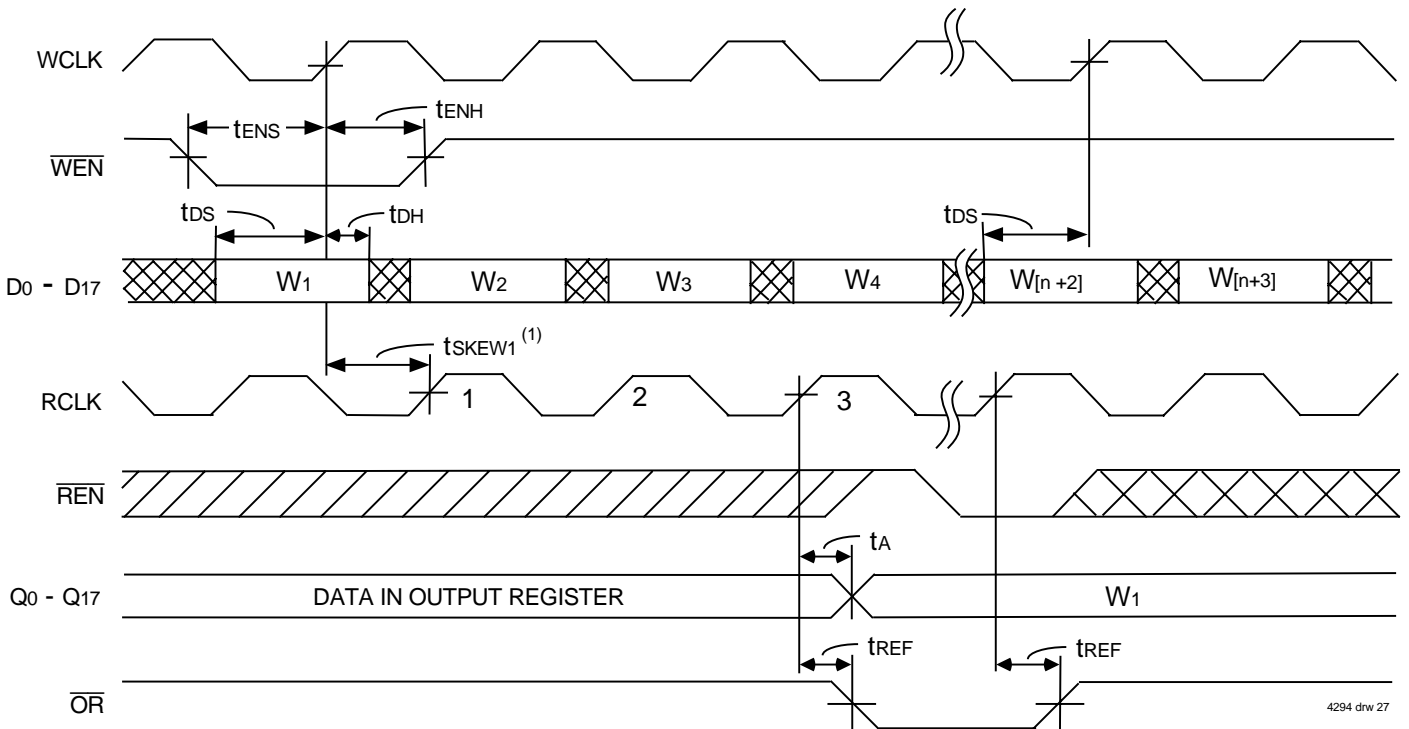 WCLK
tENH
tENS
WEN
tDS
tDH
tDS
D0 - D17
W1
W2
W3
W4
W[n +2]
W[n+3]
tSKEW1 (1)
RCLK
1
2
3
REN
tA
Q0 - Q17
DATA IN OUTPUT REGISTER
W1
tREF
tREF
OR
4294 drw 27